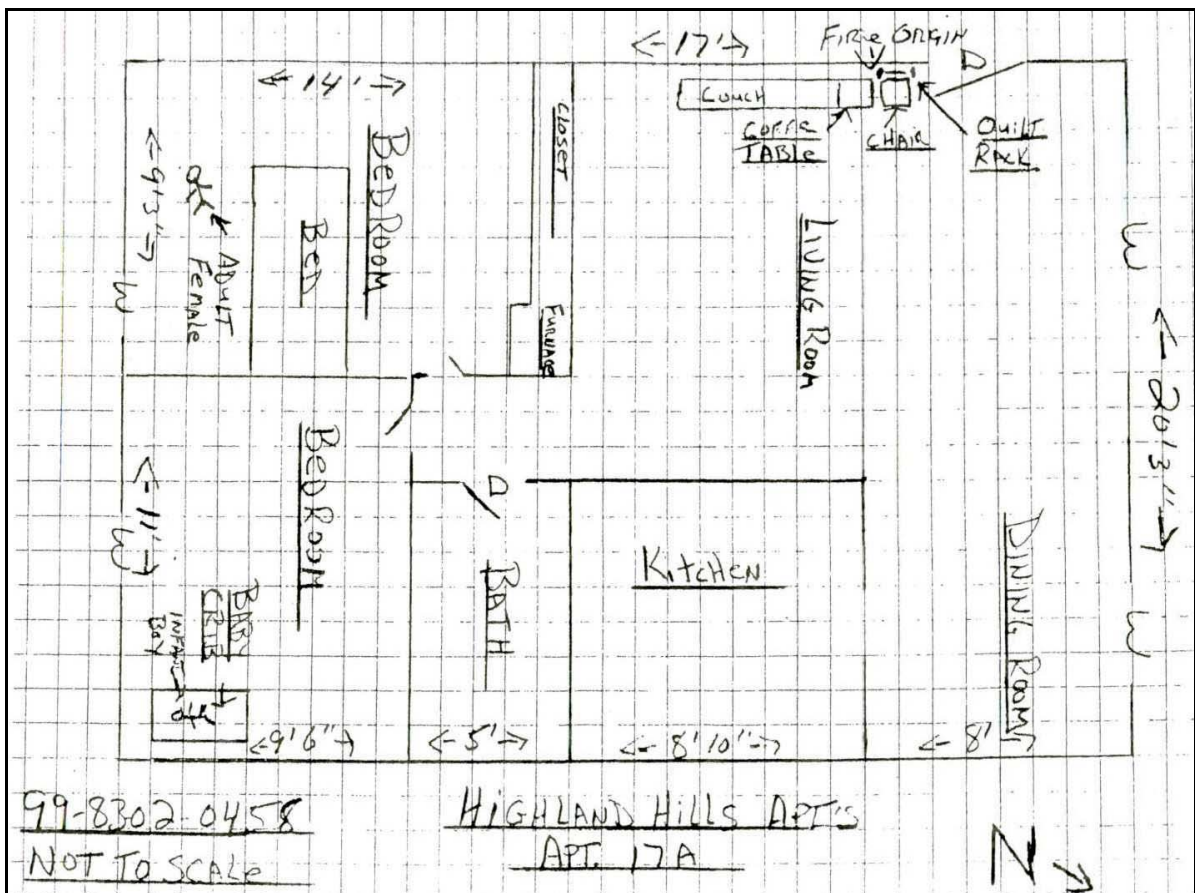 <-17'->
FIRE ORIGIN
D
<-14'->
COUCH
CLOSET
COFFE
TABLE
CHAIR
QUILT
RACK
<-9'3"->
BEDROOM
BED
ADULT
FEMALE
W
FURNACE
LIVING ROOM
W
<-20'3"->
<-11'->
W
BEDROOM
D
BATH
KITCHEN
DINING ROOM
W
BABY
CRIB
INFANT
BOY
<-9'6"->
<-5'->
<-8'10"->
<-8'
99-8302-0458
HIGHLAND HILLS APT'S
NOT TO SCALE
APT. 17A
N